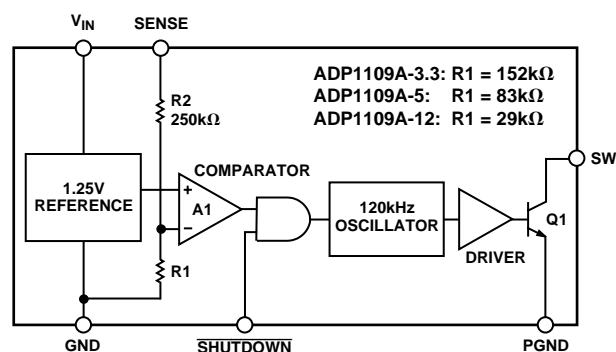 VIN SENSE
R2
250kΩ
ADP1109A-3.3: R1 = 152kΩ
ADP1109A-5: R1 = 83kΩ
ADP1109A-12: R1 = 29kΩ
SW
COMPARATOR
1.25V
REFERENCE
+
A1
−
120kHz
OSCILLATOR
DRIVER
Q1
R1
GND SHUTDOWN PGND